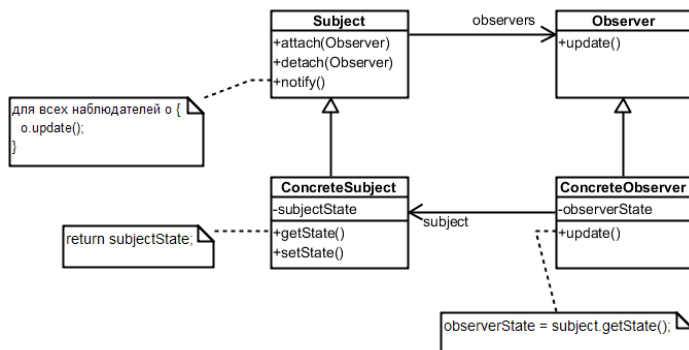 Subject
+attach(Observer)
+detach(Observer)
+notify()
observers
Observer
+update()
для всех наблюдателей о {
o.update();
}
ConcreteSubject
-subjectState
+getState()
+setState()
subject
ConcreteObserver
-observerState
+update()
return subjectState;
observerState = subject.getState();